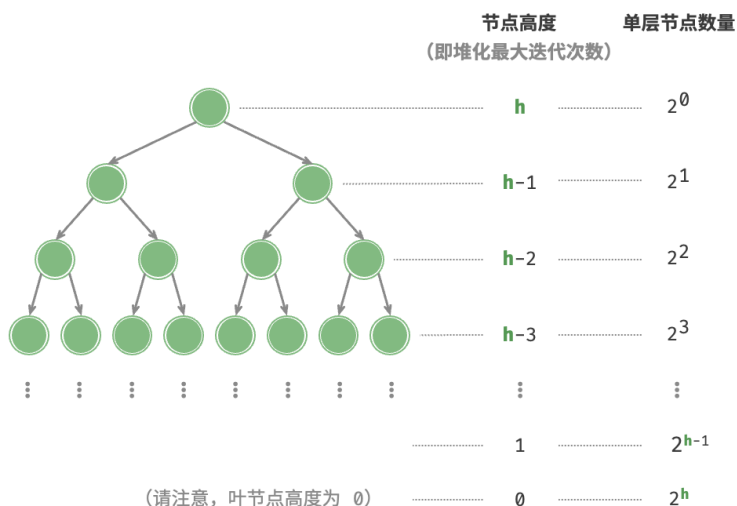 节点高度 单层节点数量
（即堆化最大迭代次数）
h 2⁰
h-1 2¹
h-2 2²
h-3 2³
1 2ʰ⁻¹
（请注意，叶节点高度为 0） 0 2ʰ